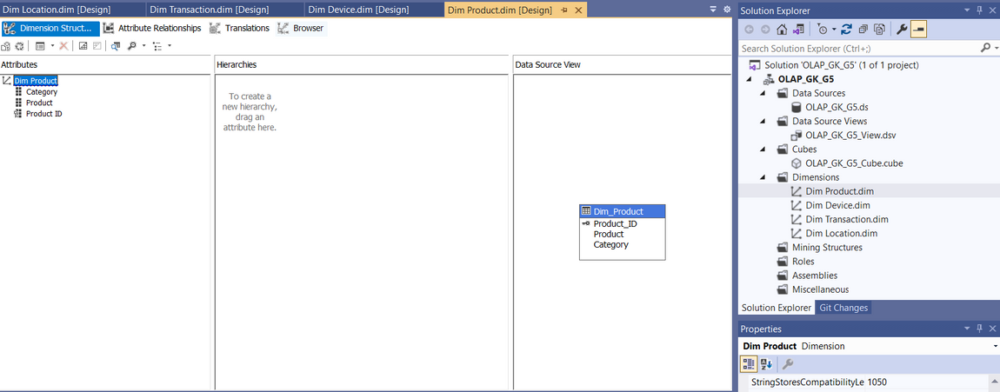 Dim Location.dim [Design]
Dim Transaction.dim [Design]
Dim Device.dim [Design]
Dim Product.dim [Design]
Dimension Struct...
Attribute Relationships
Translations
Browser
Attributes
Dim Product
Category
Product
Product ID
Hierarchies
To create a
new hierarchy,
drag an
attribute here.
Data Source View
Dim_Product
Product_ID
Product
Category
Solution Explorer
Search Solution Explorer (Ctrl+;)
Solution 'OLAP_GK_G5' (1 of 1 project)
OLAP_GK_G5
Data Sources
OLAP_GK_G5.ds
Data Source Views
OLAP_GK_G5_View.dsv
Cubes
OLAP_GK_G5_Cube.cube
Dimensions
Dim Product.dim
Dim Device.dim
Dim Transaction.dim
Dim Location.dim
Mining Structures
Roles
Assemblies
Miscellaneous
Solution Explorer Git Changes
Properties
Dim Product Dimension
StringStoresCompatibilityLe 1050